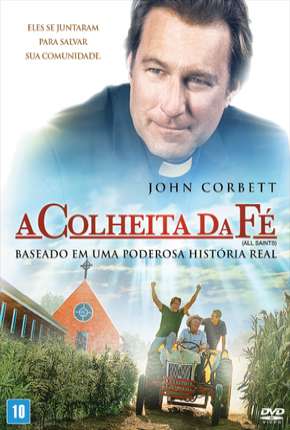 ELES SE JUNTARAM
PARA SALVAR
SUA COMUNIDADE.
JOHN CORBETT
A COLHEITA DA FÉ
(ALL SAINTS)
BASEADO EM UMA PODEROSA HISTÓRIA REAL
10
DVD
VIDEO